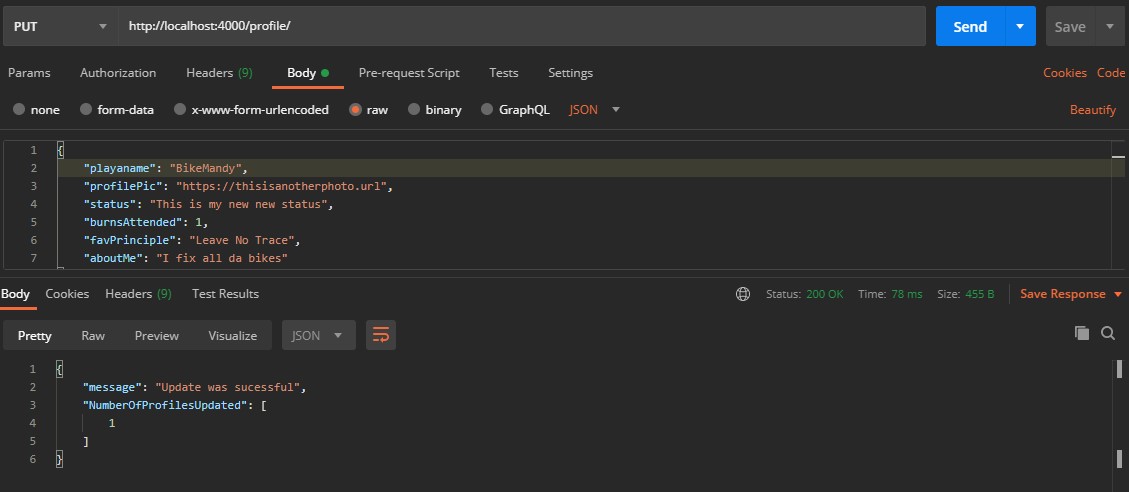 PUT http://localhost:4000/profile/ Send Save
Params Authorization Headers (9) Body Pre-request Script Tests Settings Cookies Code
none form-data x-www-form-urlencoded raw binary GraphQL JSON Beautify
1 {
2 "playaname": "BikeMandy",
3 "profilePic": "https://thisisanotherphoto.url",
4 "status": "This is my new new status",
5 "burnsAttended": 1,
6 "favPrinciple": "Leave No Trace",
7 "aboutMe": "I fix all da bikes"
Body Cookies Headers (9) Test Results Status: 200 OK Time: 78 ms Size: 455 B Save Response
Pretty Raw Preview Visualize JSON
1 {
2 "message": "Update was sucessful",
3 "NumberOfProfilesUpdated": [
4 1
5 ]
6 }